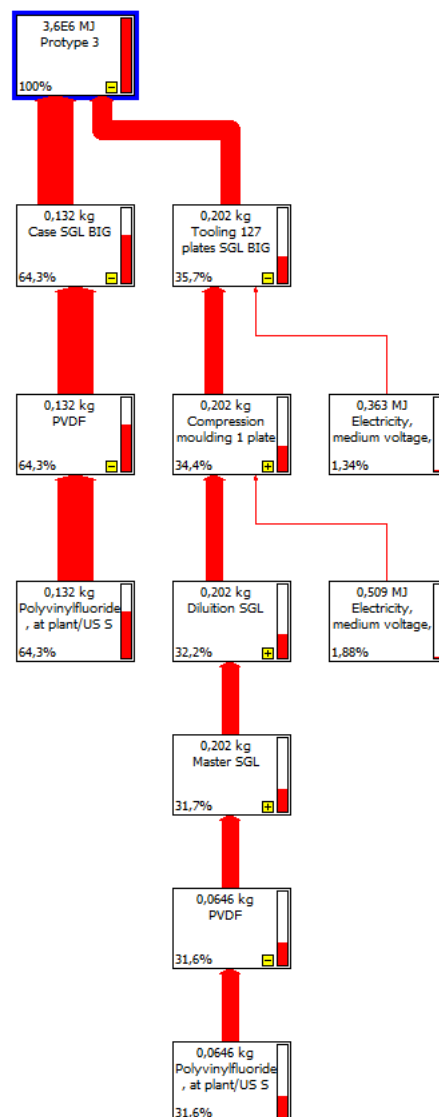 3,6E6 MJ
Protype 3
100%
0,132 kg
Case SGL BIG
64,3%
0,202 kg
Tooling 127
plates SGL BIG
35,7%
0,132 kg
PVDF
64,3%
0,202 kg
Compression
moulding 1 plate
34,4%
0,363 MJ
Electricity,
medium voltage,
1,34%
0,132 kg
Polyvinylfluoride
, at plant/US S
64,3%
0,202 kg
Diluition SGL
32,2%
0,509 MJ
Electricity,
medium voltage,
1,88%
0,202 kg
Master SGL
31,7%
0,0646 kg
PVDF
31,6%
0,0646 kg
Polyvinylfluoride
, at plant/US S
31,6%